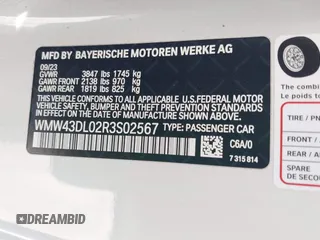 MFD BY BAYERISCHE MOTOREN WERKE AG
09/23
GVWR 3847 lbs 1745 kg
GAWR FRONT 2138 lbs 970 kg
GAWR REAR 1819 lbs 825 kg
THIS VEHICLE CONFORMS TO ALL APPLICABLE U.S. FEDERAL
MOTOR VEHICLE SAFETY, BUMPER, AND THEFT PREVENTION
STANDARDS IN EFFECT ON THE DATE OF MANUFACTURE SHOWN ABOVE.
WMW43DL02R3S02567 TYPE: PASSENGER CAR
C6A/0
7 315 814
The combined
Le poids total
TIRE / PN
FRONT /
REAR / A
SPARE
DE SECO
DREAMBID